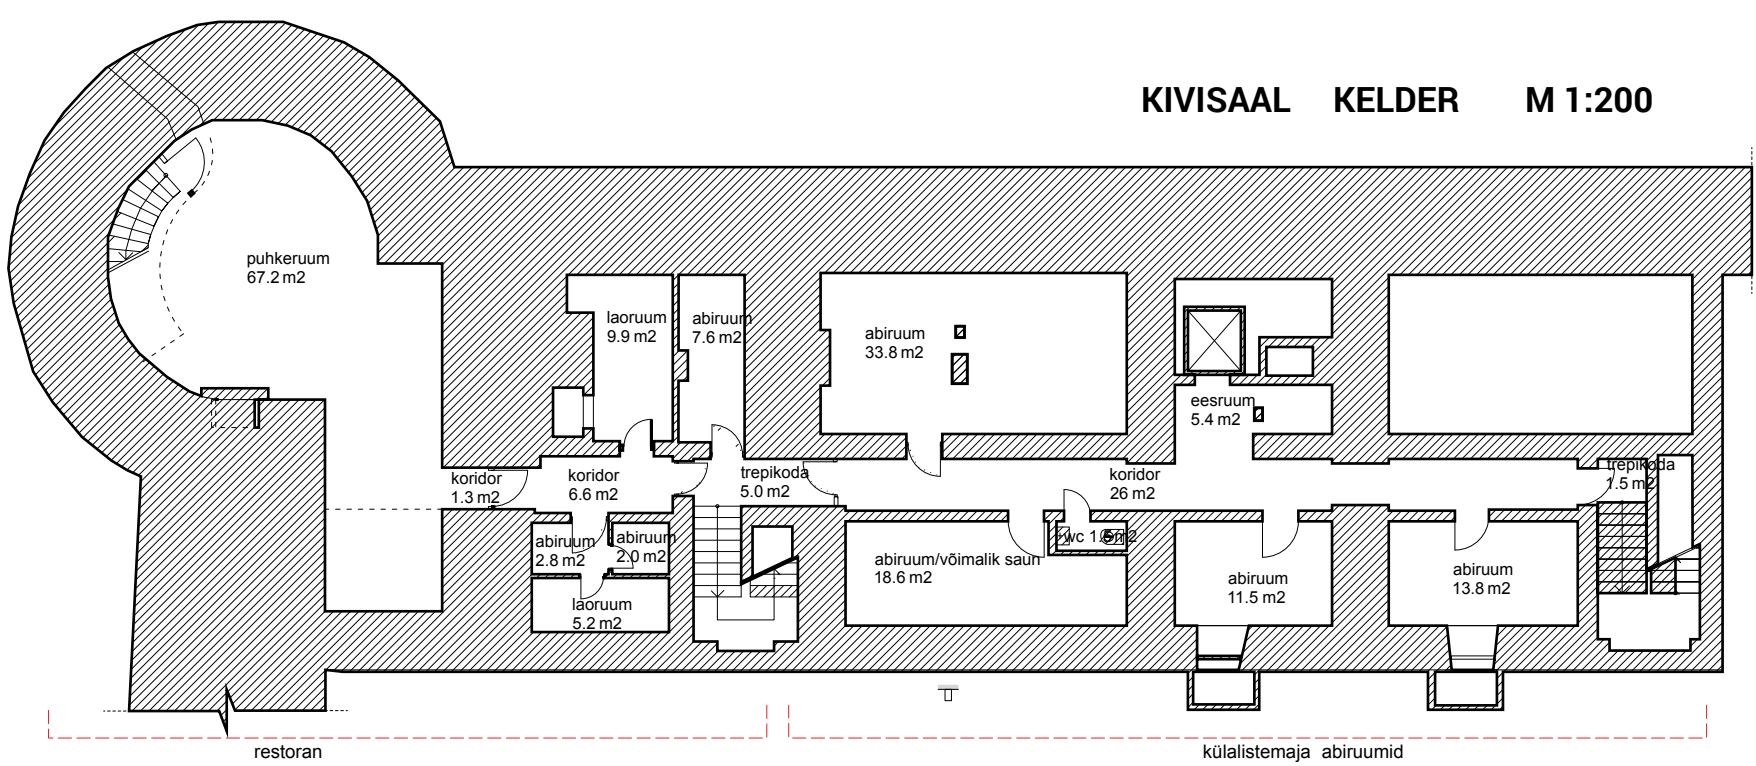 KIVISAAL KELDER M 1:200
puhkeruum
67.2 m2
laoruum
9.9 m2
abiruum
7.6 m2
abiruum
33.8 m2
eesruum
5.4 m2
koridor
1.3 m2
koridor
6.6 m2
trepikoda
5.0 m2
koridor
26 m2
trepikoda
1.5 m2
abiruum
2.8 m2
abiruum
2.0 m2
laoruum
5.2 m2
abiruum/võimalik saun
18.6 m2
wc
abiruum
11.5 m2
abiruum
13.8 m2
restoran
külalistemaja abiruumid